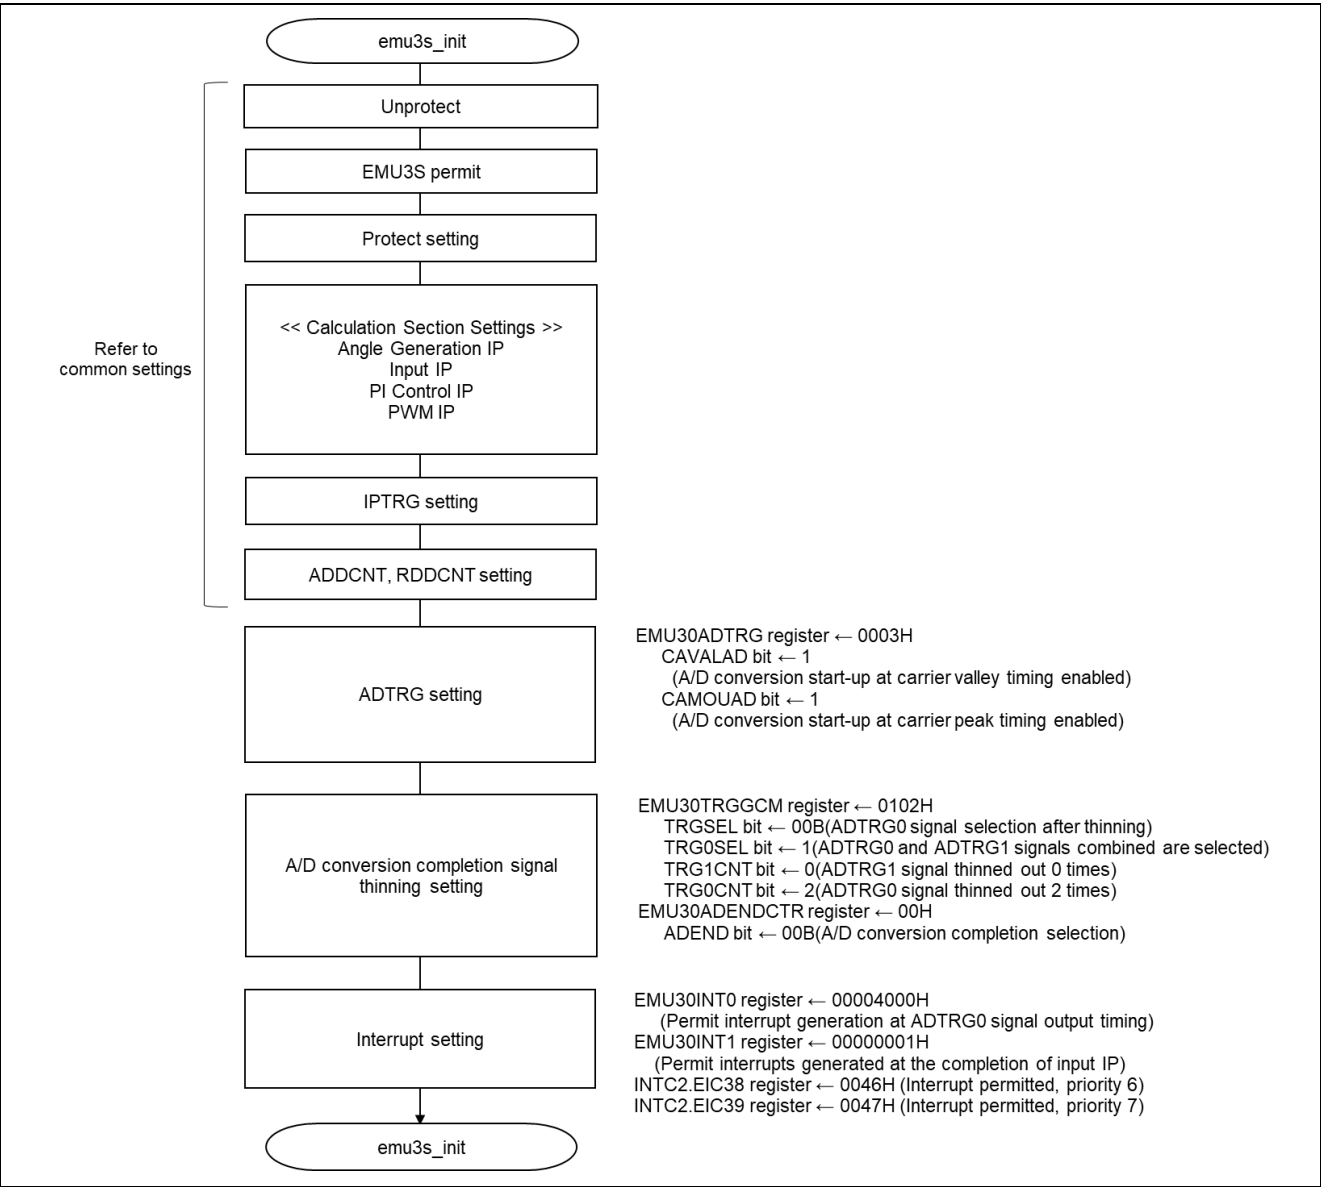 emu3s_init
Unprotect
EMU3S permit
Protect setting
<< Calculation Section Settings >>
Angle Generation IP
Input IP
PI Control IP
PWM IP
Refer to
common settings
IPTRG setting
ADDCNT, RDDCNT setting
ADTRG setting
EMU30ADTRG register ← 0003H
CAVALAD bit ← 1
(A/D conversion start-up at carrier valley timing enabled)
CAMOUAD bit ← 1
(A/D conversion start-up at carrier peak timing enabled)
A/D conversion completion signal
thinning setting
EMU30TRGGCM register ← 0102H
TRGSEL bit ← 00B(ADTRG0 signal selection after thinning)
TRG0SEL bit ← 1(ADTRG0 and ADTRG1 signals combined are selected)
TRG1CNT bit ← 0(ADTRG1 signal thinned out 0 times)
TRG0CNT bit ← 2(ADTRG0 signal thinned out 2 times)
EMU30ADENDCTR register ← 00H
ADEND bit ← 00B(A/D conversion completion selection)
Interrupt setting
EMU30INT0 register ← 00004000H
(Permit interrupt generation at ADTRG0 signal output timing)
EMU30INT1 register ← 00000001H
(Permit interrupts generated at the completion of input IP)
INTC2.EIC38 register ← 0046H (Interrupt permitted, priority 6)
INTC2.EIC39 register ← 0047H (Interrupt permitted, priority 7)
emu3s_init